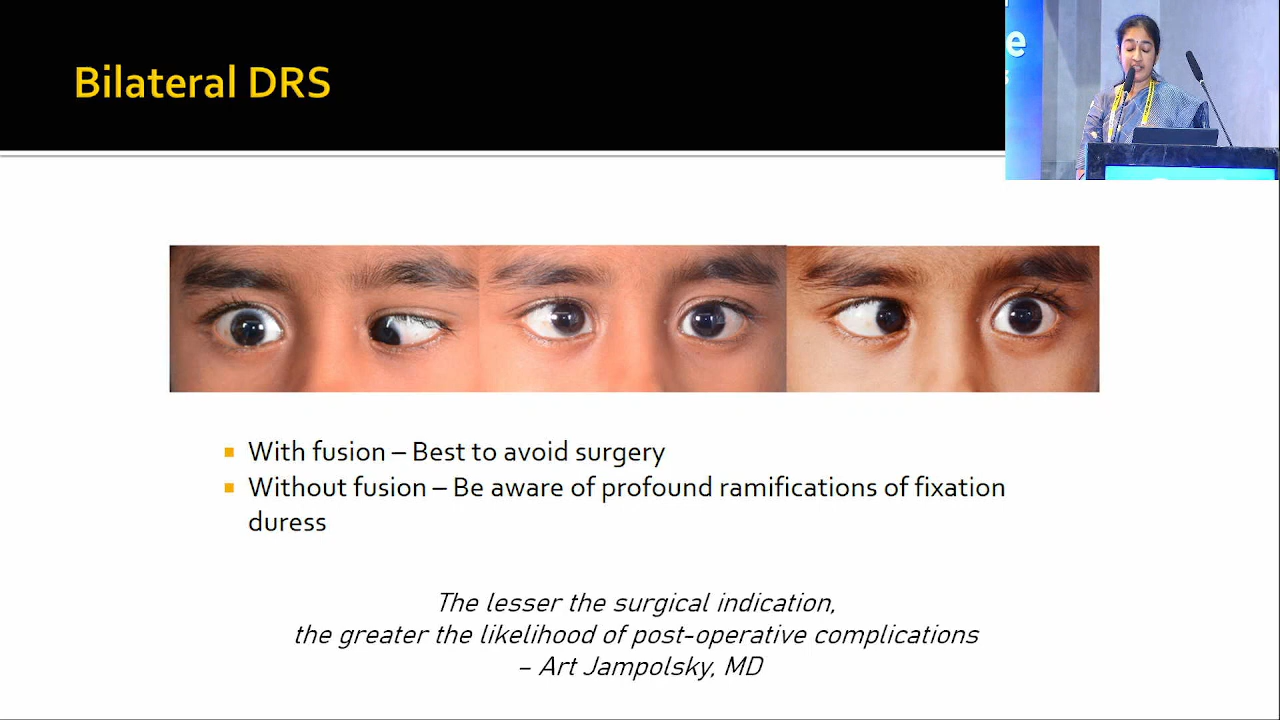 Bilateral DRS
e
With fusion – Best to avoid surgery
Without fusion – Be aware of profound ramifications of fixation
duress
The lesser the surgical indication,
the greater the likelihood of post-operative complications
– Art Jampolsky, MD